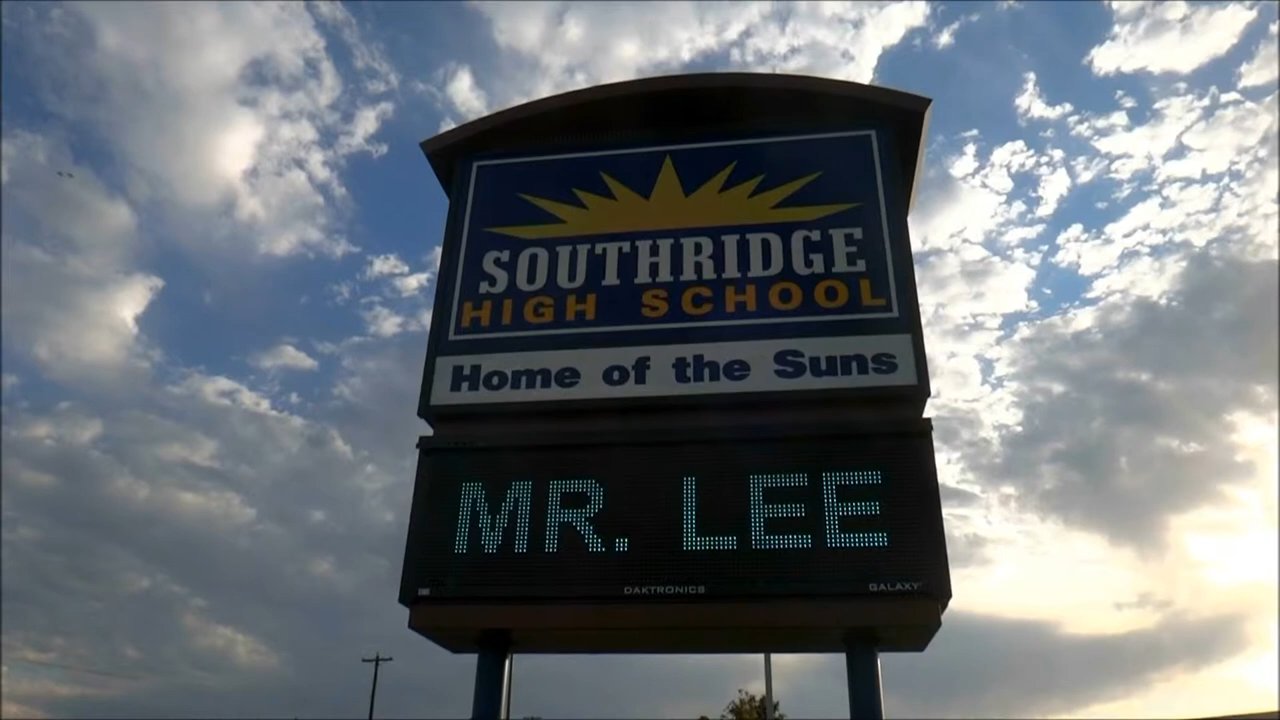 SOUTHRIDGE
HIGH SCHOOL
Home of the Suns
MR. LEE
DAKTRONICS GALAXY